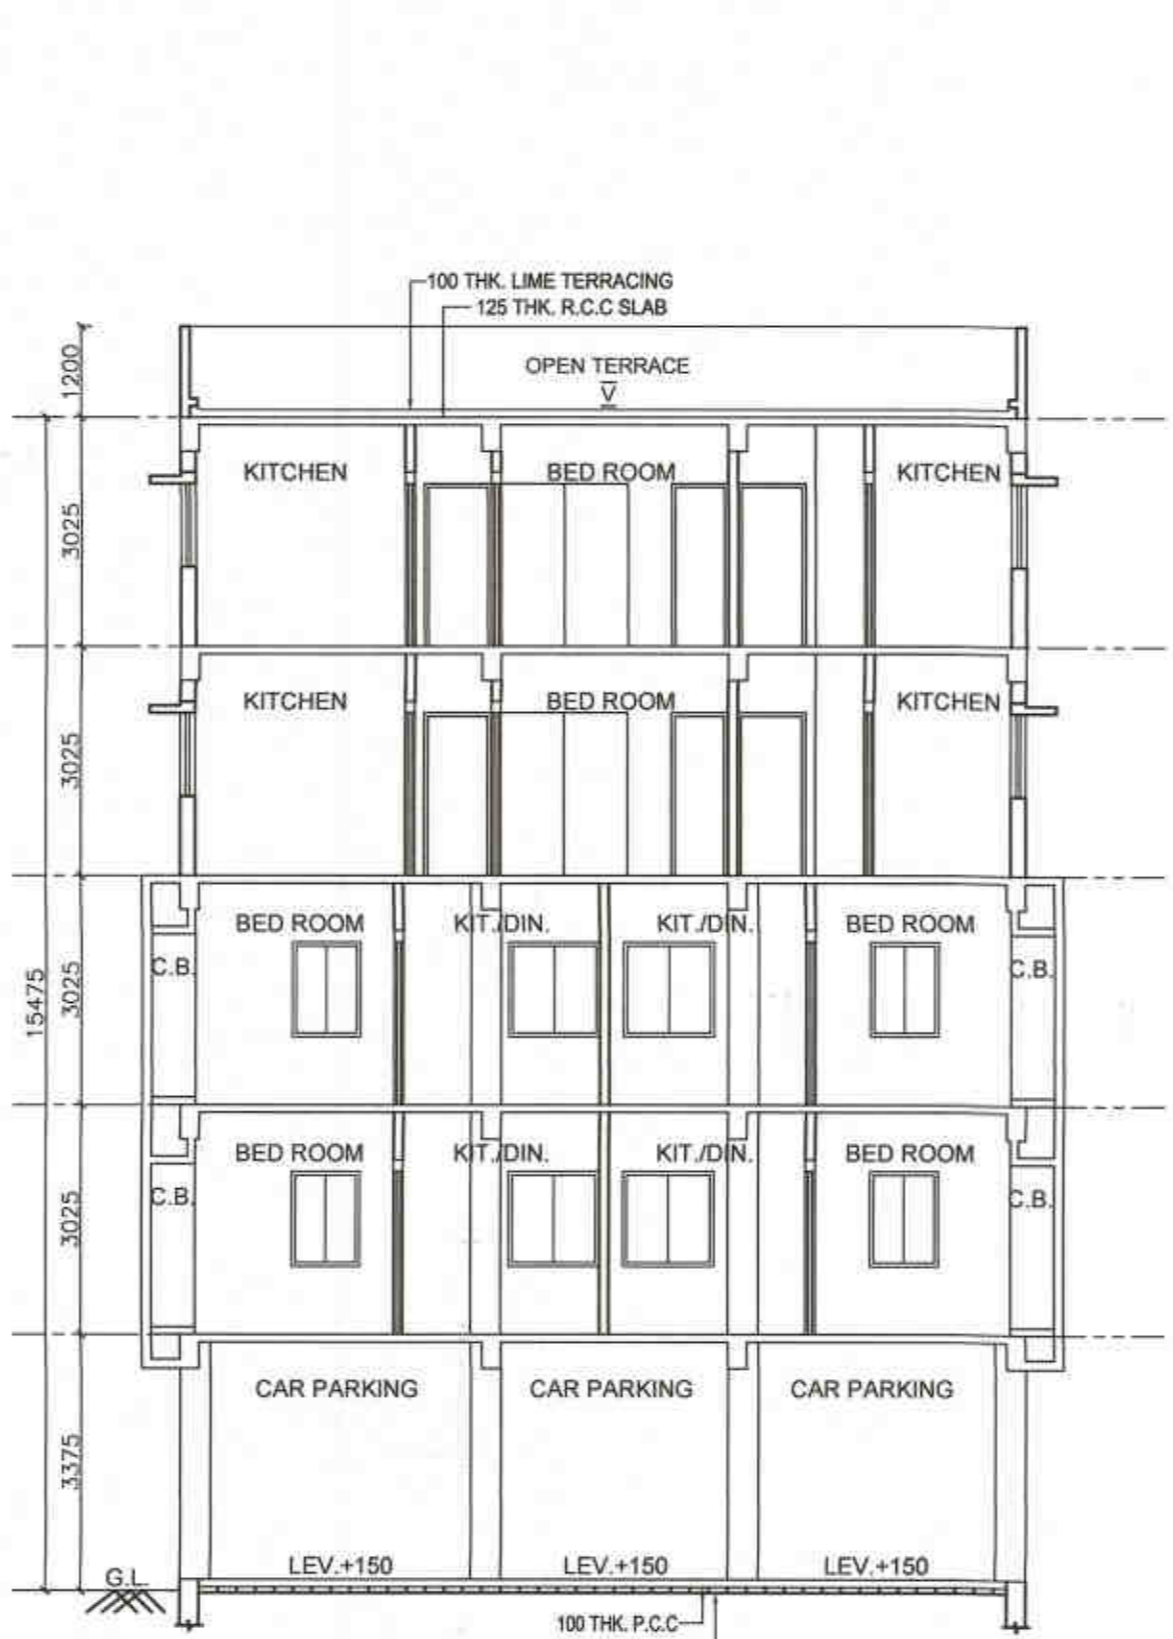 100 THK. LIME TERRACING
125 THK. R.C.C SLAB
1200
OPEN TERRACE
KITCHEN BED ROOM KITCHEN
3025
KITCHEN BED ROOM KITCHEN
3025
BED ROOM KIT./DIN. KIT./DIN. BED ROOM
C.B. C.B.
3025
15475
BED ROOM KIT./DIN. KIT./DIN. BED ROOM
C.B. C.B.
3025
CAR PARKING CAR PARKING CAR PARKING
3375
LEV.+150 LEV.+150 LEV.+150
G.L
100 THK. P.C.C